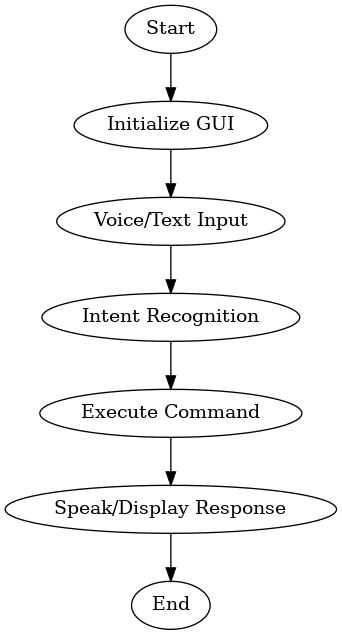 Start
Initialize GUI
Voice/Text Input
Intent Recognition
Execute Command
Speak/Display Response
End